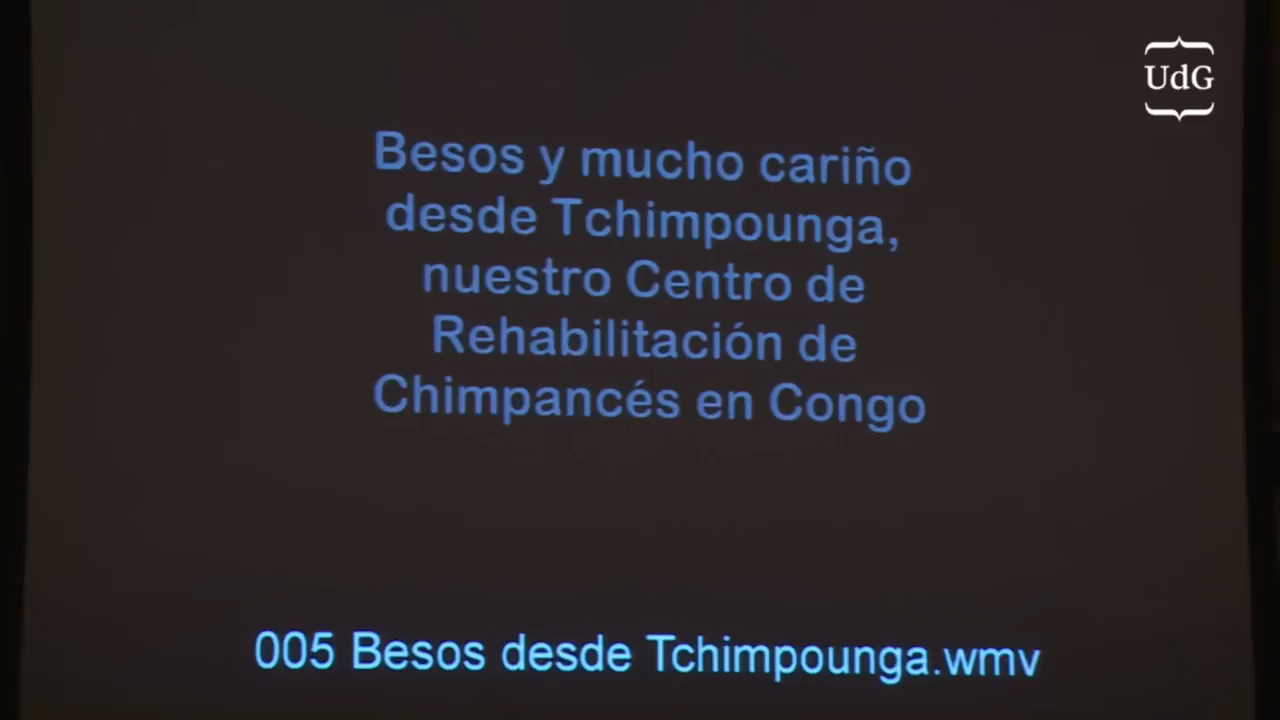 UdG
Besos y mucho cariño
desde Tchimpounga,
nuestro Centro de
Rehabilitación de
Chimpancés en Congo
005 Besos desde Tchimpounga.wmv